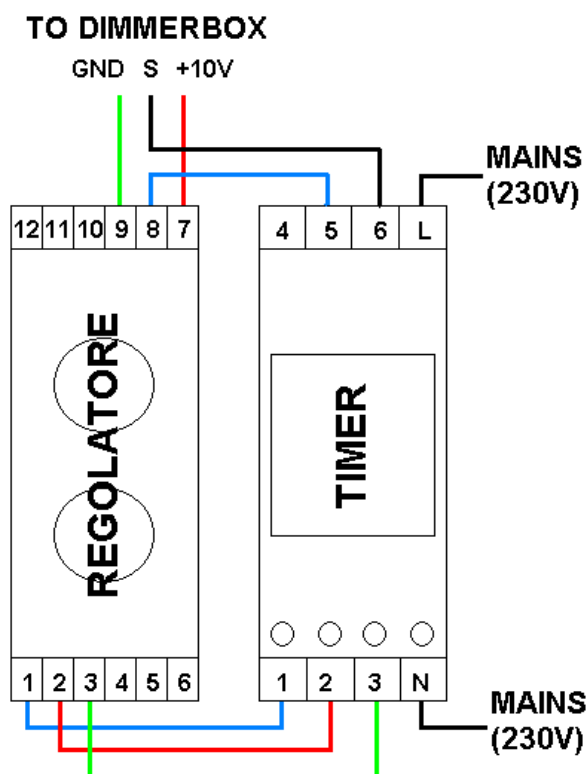 TO DIMMERBOX
GND S +10V
MAINS
(230V)
12 11 10 9 8 7
4 5 6 L
REGOLATORE
TIMER
1 2 3 4 5 6
1 2 3 N
MAINS
(230V)